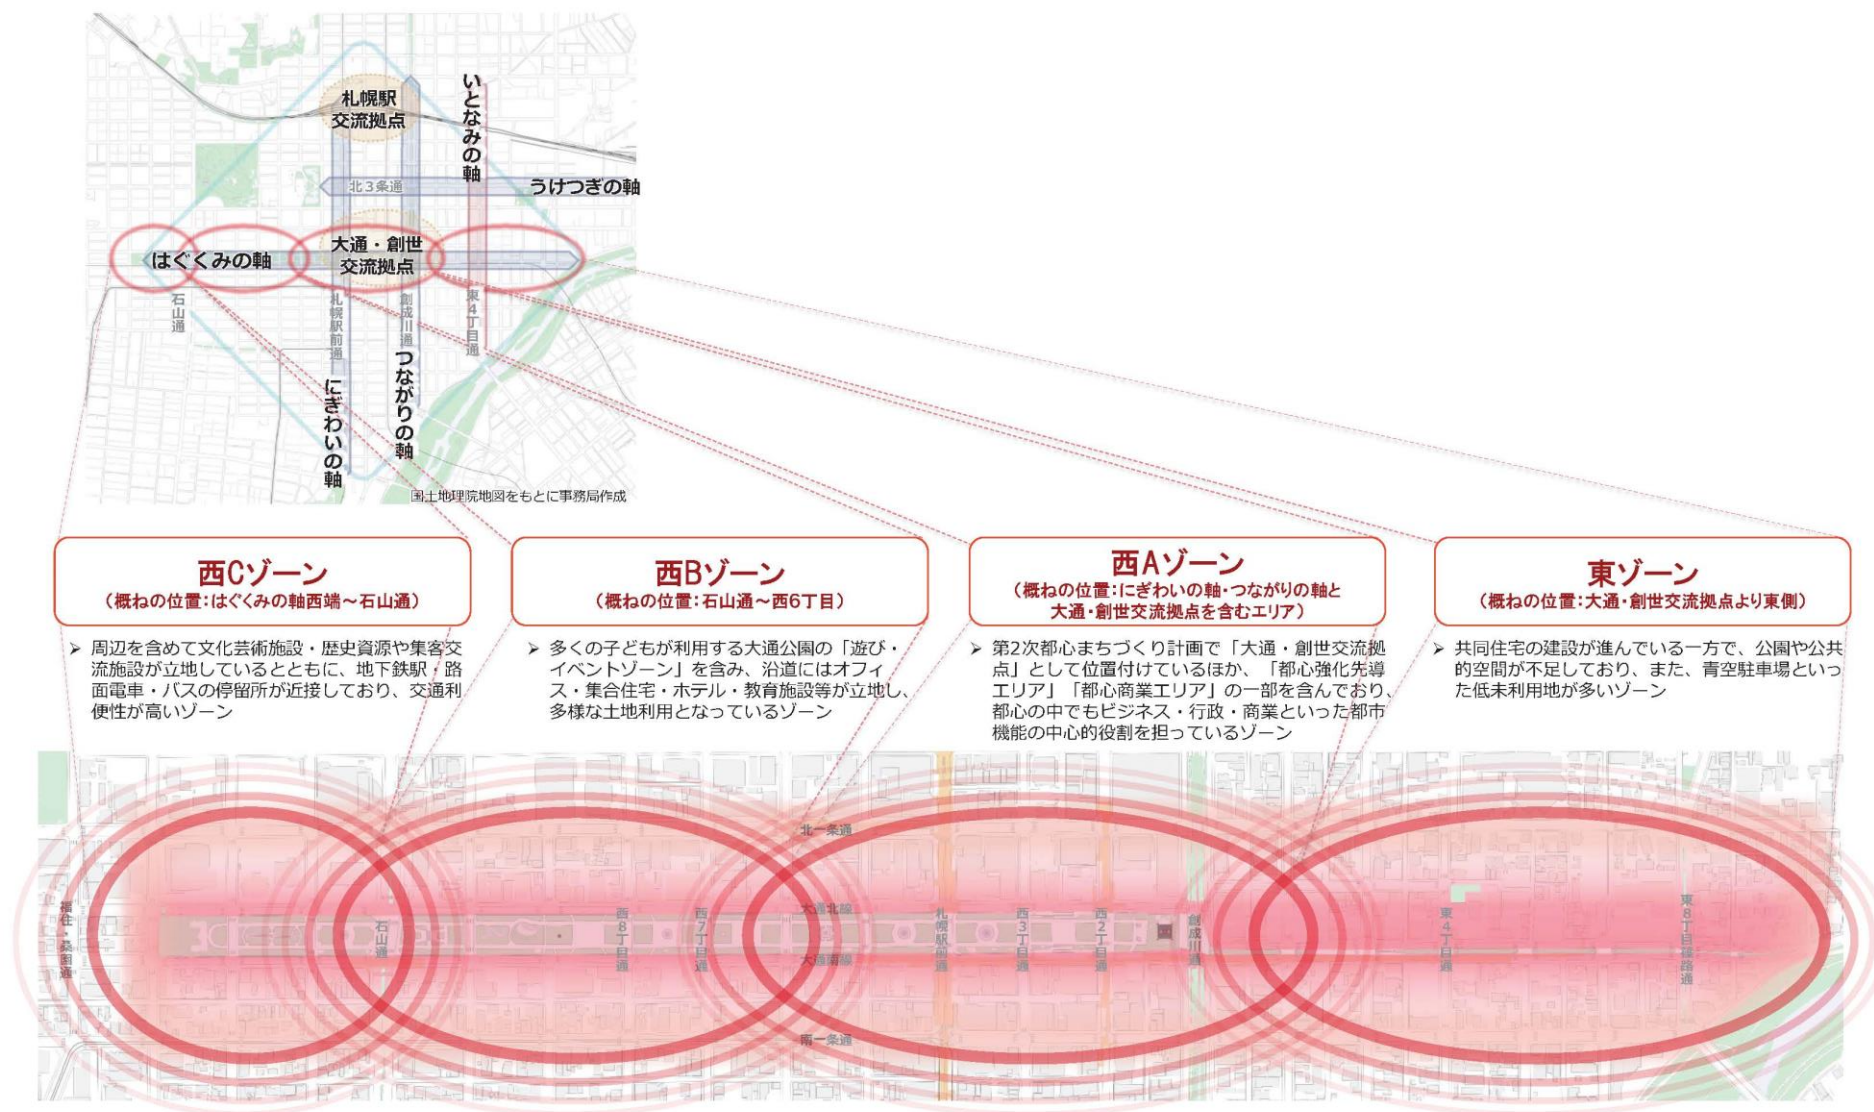 札幌駅
交流拠点
いとなみの軸
北3条通
うけつぎの軸
はぐくみの軸
大通・創世
交流拠点
石山通
札幌駅前通
創成川通
東4丁目通
にぎわいの軸
つながりの軸
国土地理院地図をもとに事務局作成
西Cゾーン
(概ねの位置:はぐくみの軸西端~石山通)
➢ 周辺を含めて文化芸術施設・歴史資源や集客交
流施設が立地しているとともに、地下鉄駅・路
面電車・バスの停留所が近接しており、交通利
便性が高いゾーン
西Bゾーン
(概ねの位置:石山通~西6丁目)
➢ 多くの子どもが利用する大通公園の「遊び・
イベントゾーン」を含み、沿道にはオフィ
ス・集合住宅・ホテル・教育施設等が立地し、
多様な土地利用となっているゾーン
西Aゾーン
(概ねの位置:にぎわいの軸・つながりの軸と
大通・創世交流拠点を含むエリア)
➢ 第2次都心まちづくり計画で「大通・創世交流拠
点」として位置付けているほか、「都心強化先導
エリア」「都心商業エリア」の一部を含んでおり、
都心の中でもビジネス・行政・商業といった都市
機能の中心的役割を担っているゾーン
東ゾーン
(概ねの位置:大通・創世交流拠点より東側)
➢ 共同住宅の建設が進んでいる一方で、公園や公共
的空間が不足しており、また、青空駐車場といっ
た低未利用地が多いゾーン
北一条通
福住・桑園通
石山通
西8丁目通
西7丁目通
大通北線
大通南線
札幌駅前通
西3丁目通
西2丁目通
創成川通
東4丁目通
東8丁目篠路通
南一条通